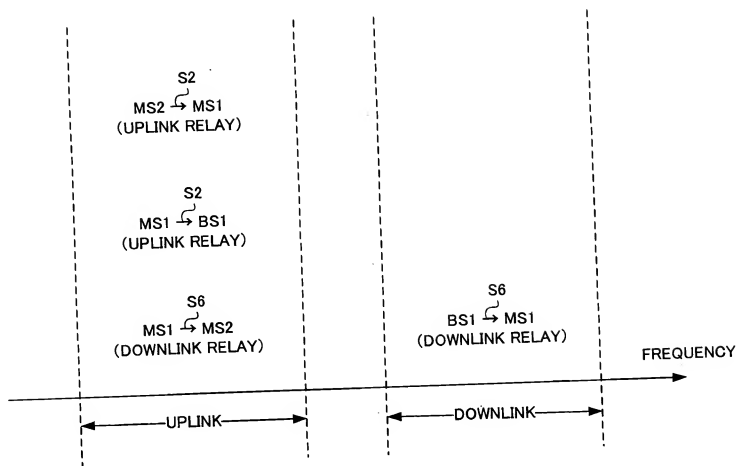 S2
MS2 → MS1
(UPLINK RELAY)
S2
MS1 → BS1
(UPLINK RELAY)
S6
MS1 → MS2
(DOWNLINK RELAY)
S6
BS1 → MS1
(DOWNLINK RELAY)
FREQUENCY
UPLINK
DOWNLINK